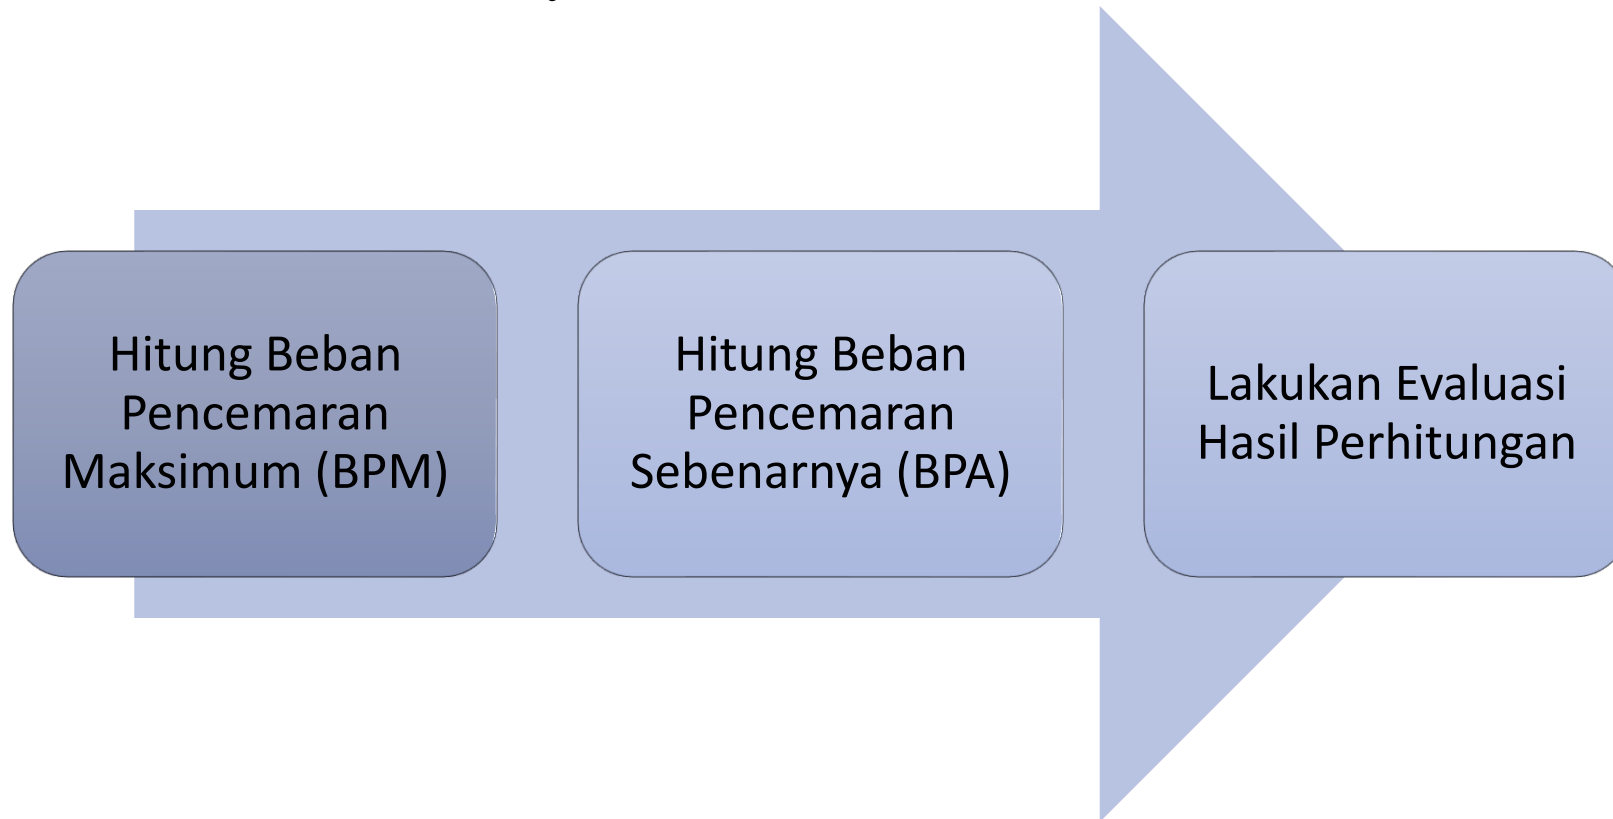 Hitung Beban
Pencemaran
Maksimum (BPM)
Hitung Beban
Pencemaran
Sebenarnya (BPA)
Lakukan Evaluasi
Hasil Perhitungan